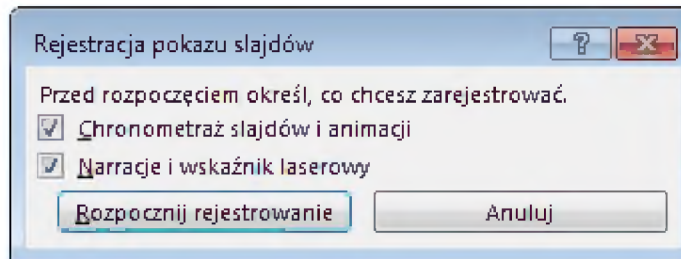 Rejestracja pokazu slajdów
Przed rozpoczęciem określ, co chcesz zarejestrować.
Chronometraż slajdów i animacji
Narracje i wskaźnik laserowy
Rozpocznij rejestrowanie Anuluj